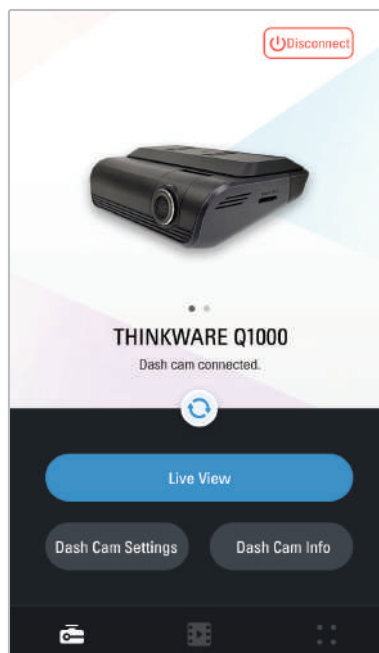 Disconnect
THINKWARE Q1000
Dash cam connected.
Live View
Dash Cam Settings
Dash Cam Info